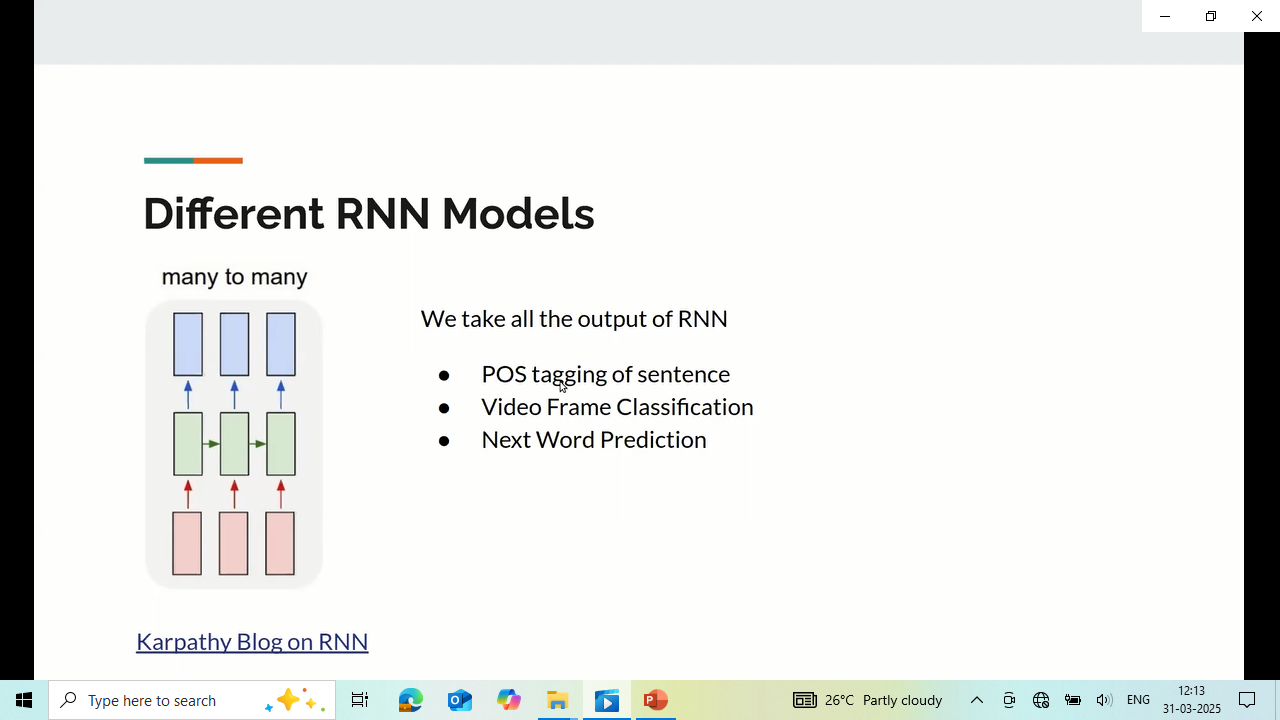 Different RNN Models
many to many
We take all the output of RNN
● POS tagging of sentence
● Video Frame Classification
● Next Word Prediction
Karpathy Blog on RNN
Type here to search
26°C Partly cloudy
ENG
12:13
31-03-2025